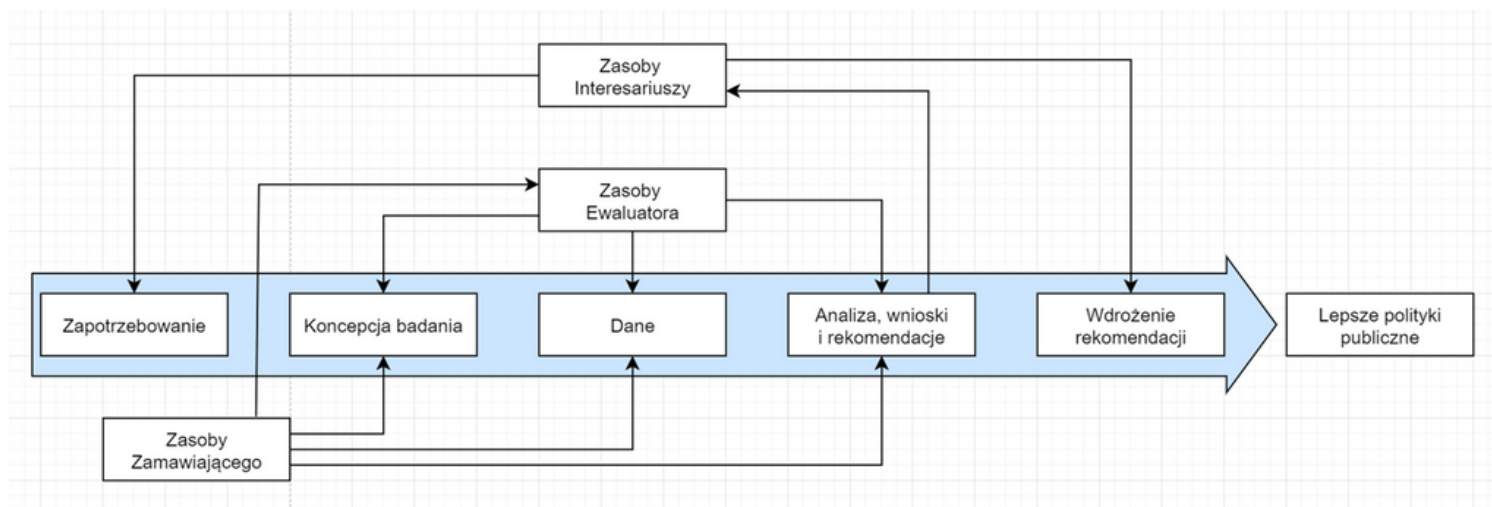 Zasoby
Interesariuszy
Zasoby
Ewaluatora
Zapotrzebowanie
Koncepcja badania
Dane
Analiza, wnioski
i rekomendacje
Wdrożenie
rekomendacji
Lepsze polityki
publiczne
Zasoby
Zamawiającego